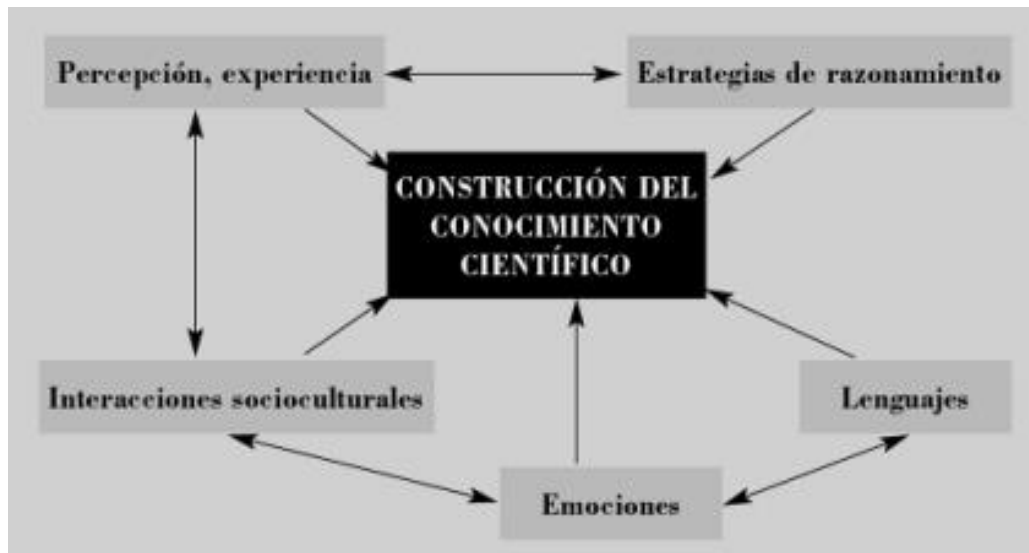 Percepción, experiencia
Estrategias de razonamiento
CONSTRUCCIÓN DEL
CONOCIMIENTO
CIENTÍFICO
Interacciones socioculturales
Lenguajes
Emociones